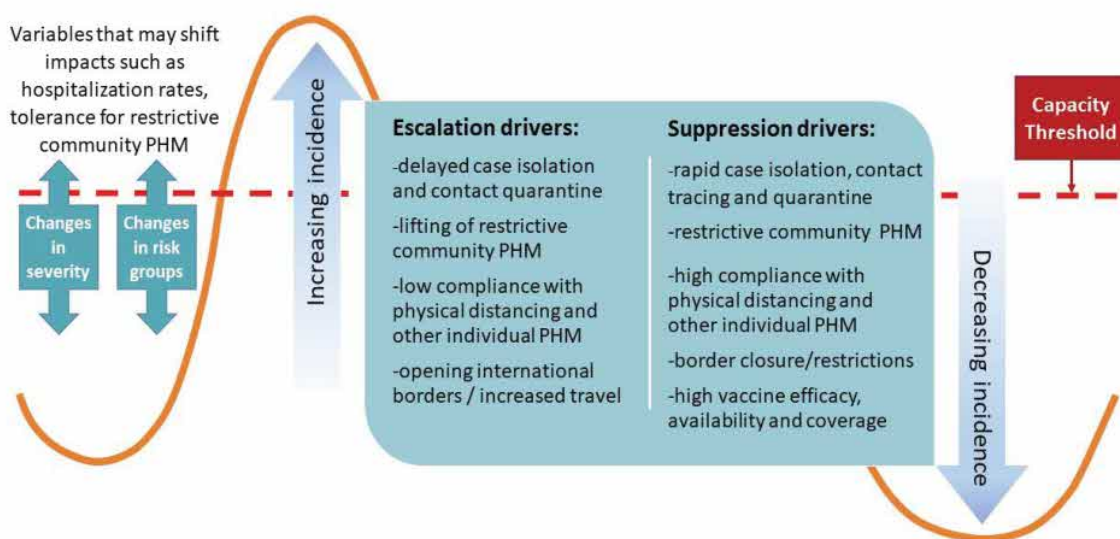 Variables that may shift
impacts such as
hospitalization rates,
tolerance for restrictive
community PHM
Changes
in
severity
Changes
in risk
groups
Increasing incidence
Escalation drivers:
-delayed case isolation
and contact quarantine
-lifting of restrictive
community PHM
-low compliance with
physical distancing and
other individual PHM
-opening international
borders / increased travel
Suppression drivers:
-rapid case isolation, contact
tracing and quarantine
-restrictive community PHM
-high compliance with
physical distancing and
other individual PHM
-border closure/restrictions
-high vaccine efficacy,
availability and coverage
Capacity
Threshold
Decreasing incidence